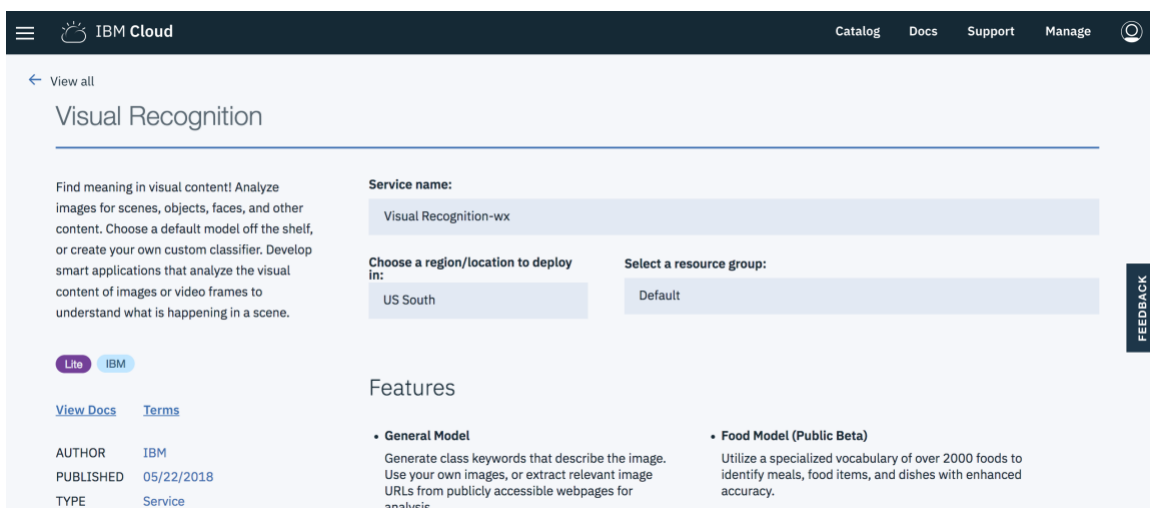 IBM Cloud
Catalog Docs Support Manage
View all
Visual Recognition
Find meaning in visual content! Analyze
images for scenes, objects, faces, and other
content. Choose a default model off the shelf,
or create your own custom classifier. Develop
smart applications that analyze the visual
content of images or video frames to
understand what is happening in a scene.
Lite IBM
View Docs Terms
AUTHOR IBM
PUBLISHED 05/22/2018
TYPE Service
Service name:
Visual Recognition-wx
Choose a region/location to deploy
in:
US South
Select a resource group:
Default
Features
• General Model
Generate class keywords that describe the image.
Use your own images, or extract relevant image
URLs from publicly accessible webpages for
analysis.
• Food Model (Public Beta)
Utilize a specialized vocabulary of over 2000 foods to
identify meals, food items, and dishes with enhanced
accuracy.
FEEDBACK